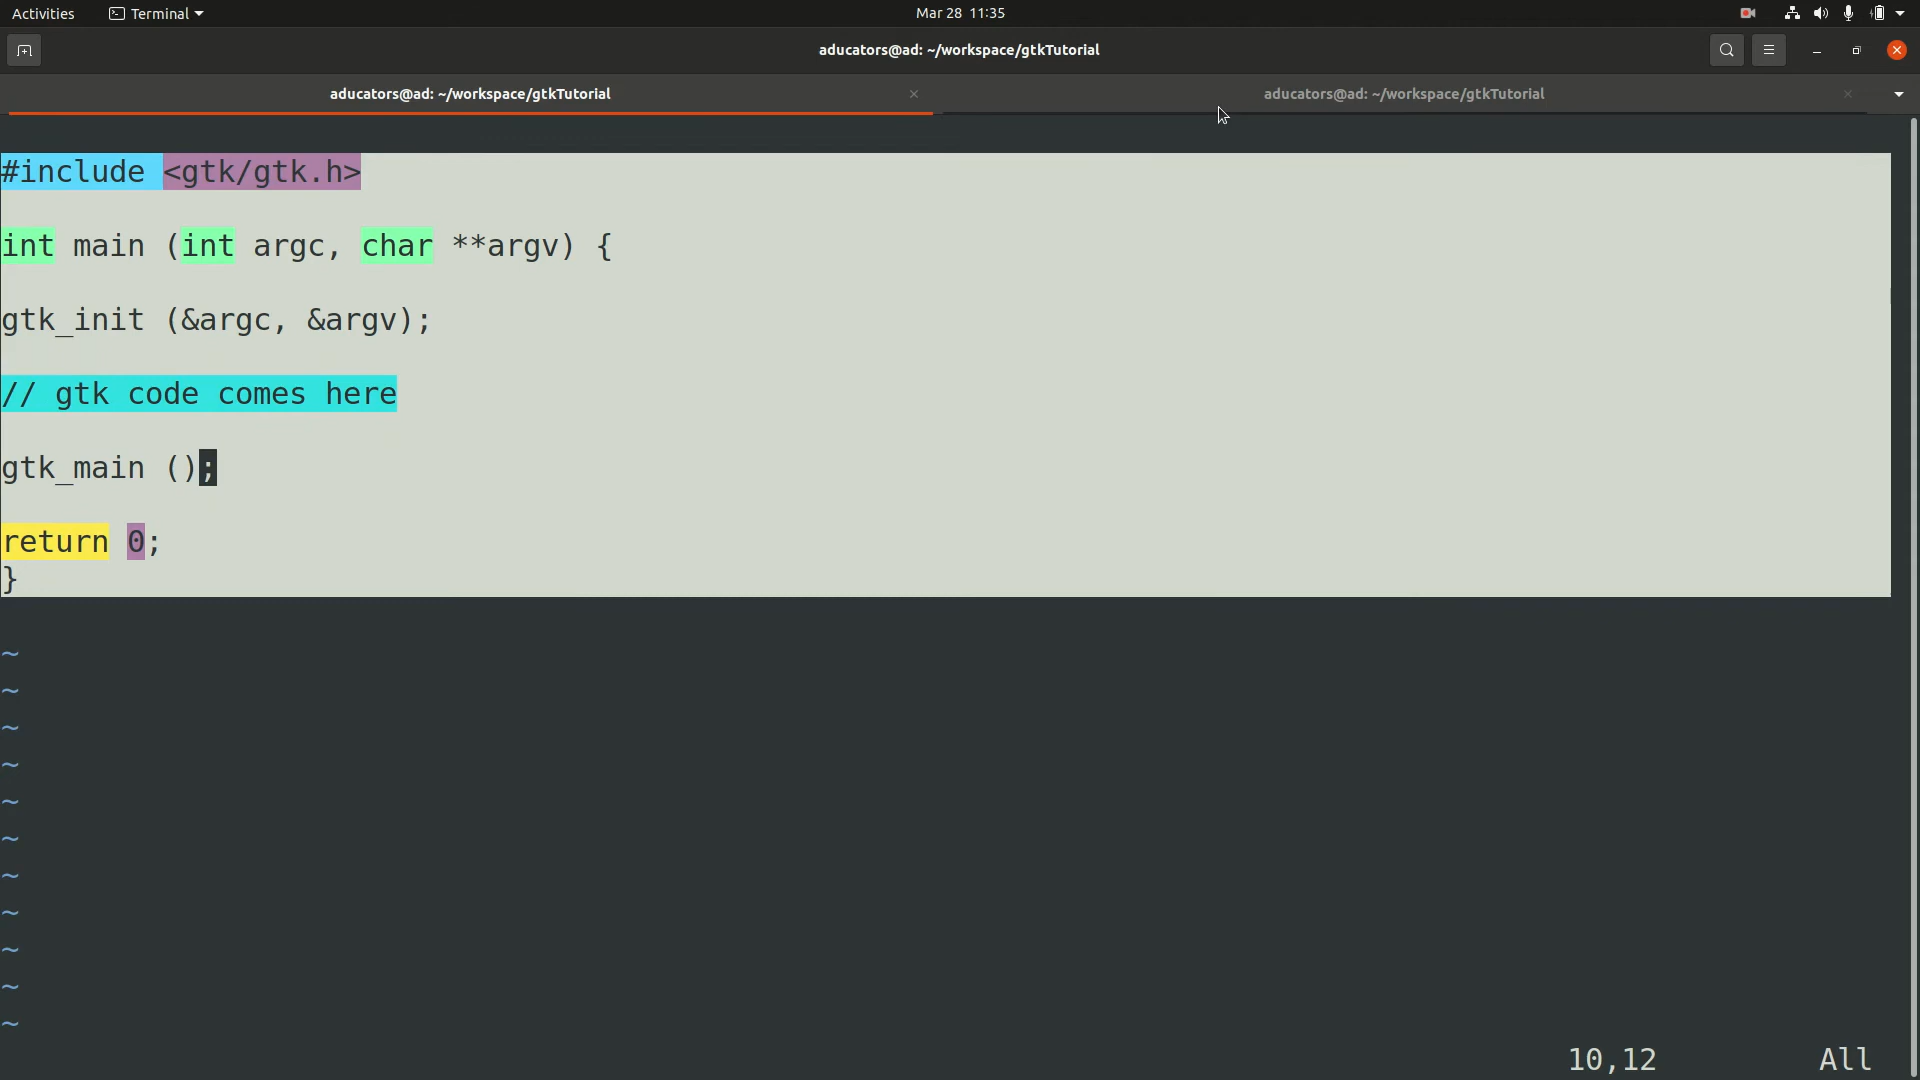 Activities Terminal Mar 28 11:35
aducators@ad: ~/workspace/gtkTutorial
aducators@ad: ~/workspace/gtkTutorial aducators@ad: ~/workspace/gtkTutorial
#include <gtk/gtk.h>
int main (int argc, char **argv) {
gtk_init (&argc, &argv);
// gtk code comes here
gtk_main ();
return 0;
}
~
~
~
~
~
~
~
~
~
~
~
10,12 All